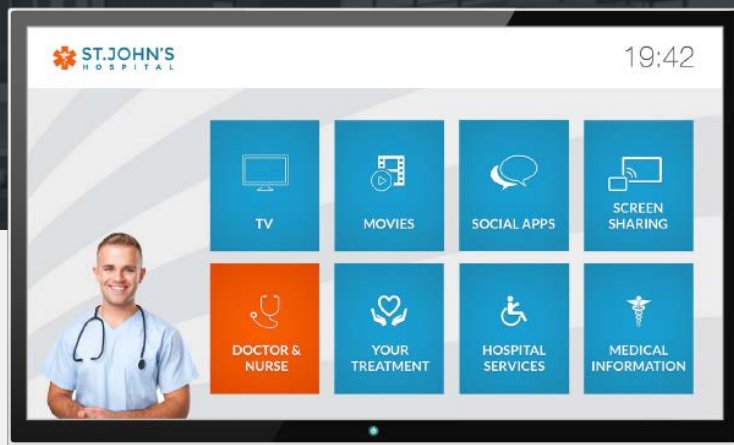 ST.JOHN'S
HOSPITAL
19:42
TV
MOVIES
SOCIAL APPS
SCREEN
SHARING
DOCTOR &
NURSE
YOUR
TREATMENT
HOSPITAL
SERVICES
MEDICAL
INFORMATION